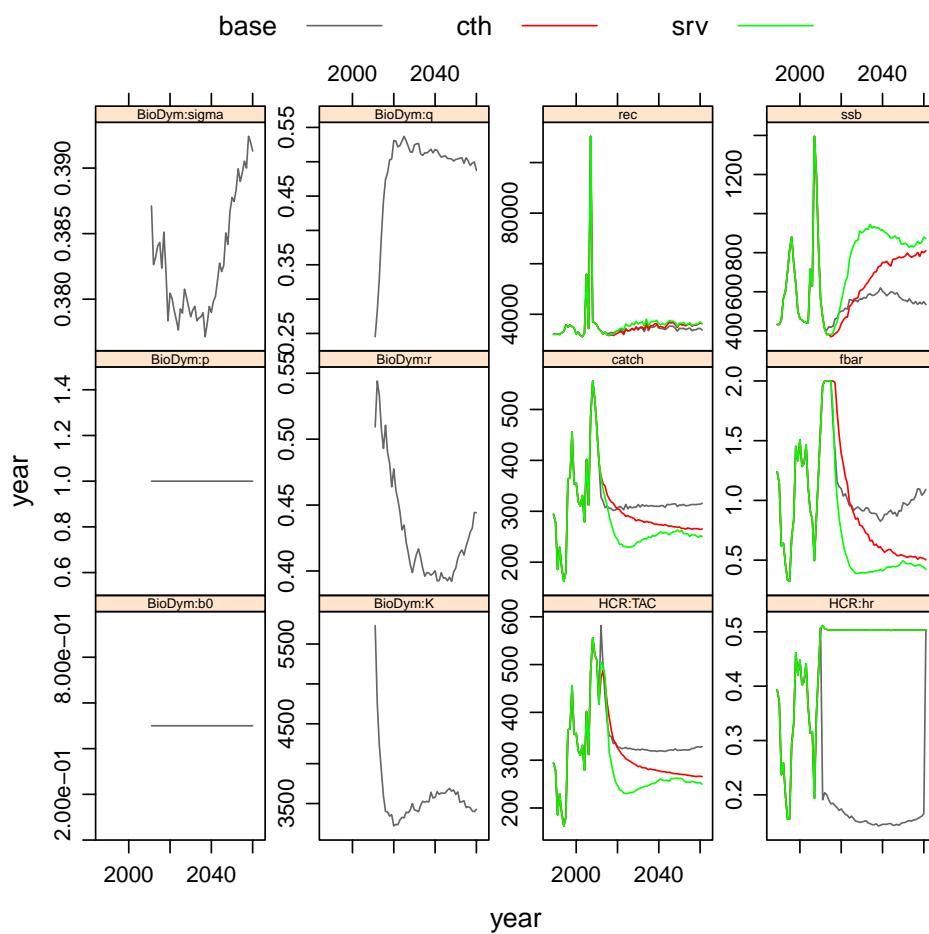 base cth srv
2000 2040 2000 2040
BioDym:sigma BioDym:q rec ssb
0.380 0.385 0.390
0.25 0.35 0.45 0.55
40000 80000
400 600 800 1200
BioDym:p BioDym:r catch fbar
0.6 0.8 1.0 1.2 1.4
0.40 0.45 0.50 0.55
200 300 400 500
0.5 1.0 1.5 2.0
BioDym:b0 BioDym:K HCR:TAC HCR:hr
2.00e-01 8.00e-01
3500 4500 5500
200 300 400 500 600
0.2 0.3 0.4 0.5
year
2000 2040 2000 2040
year